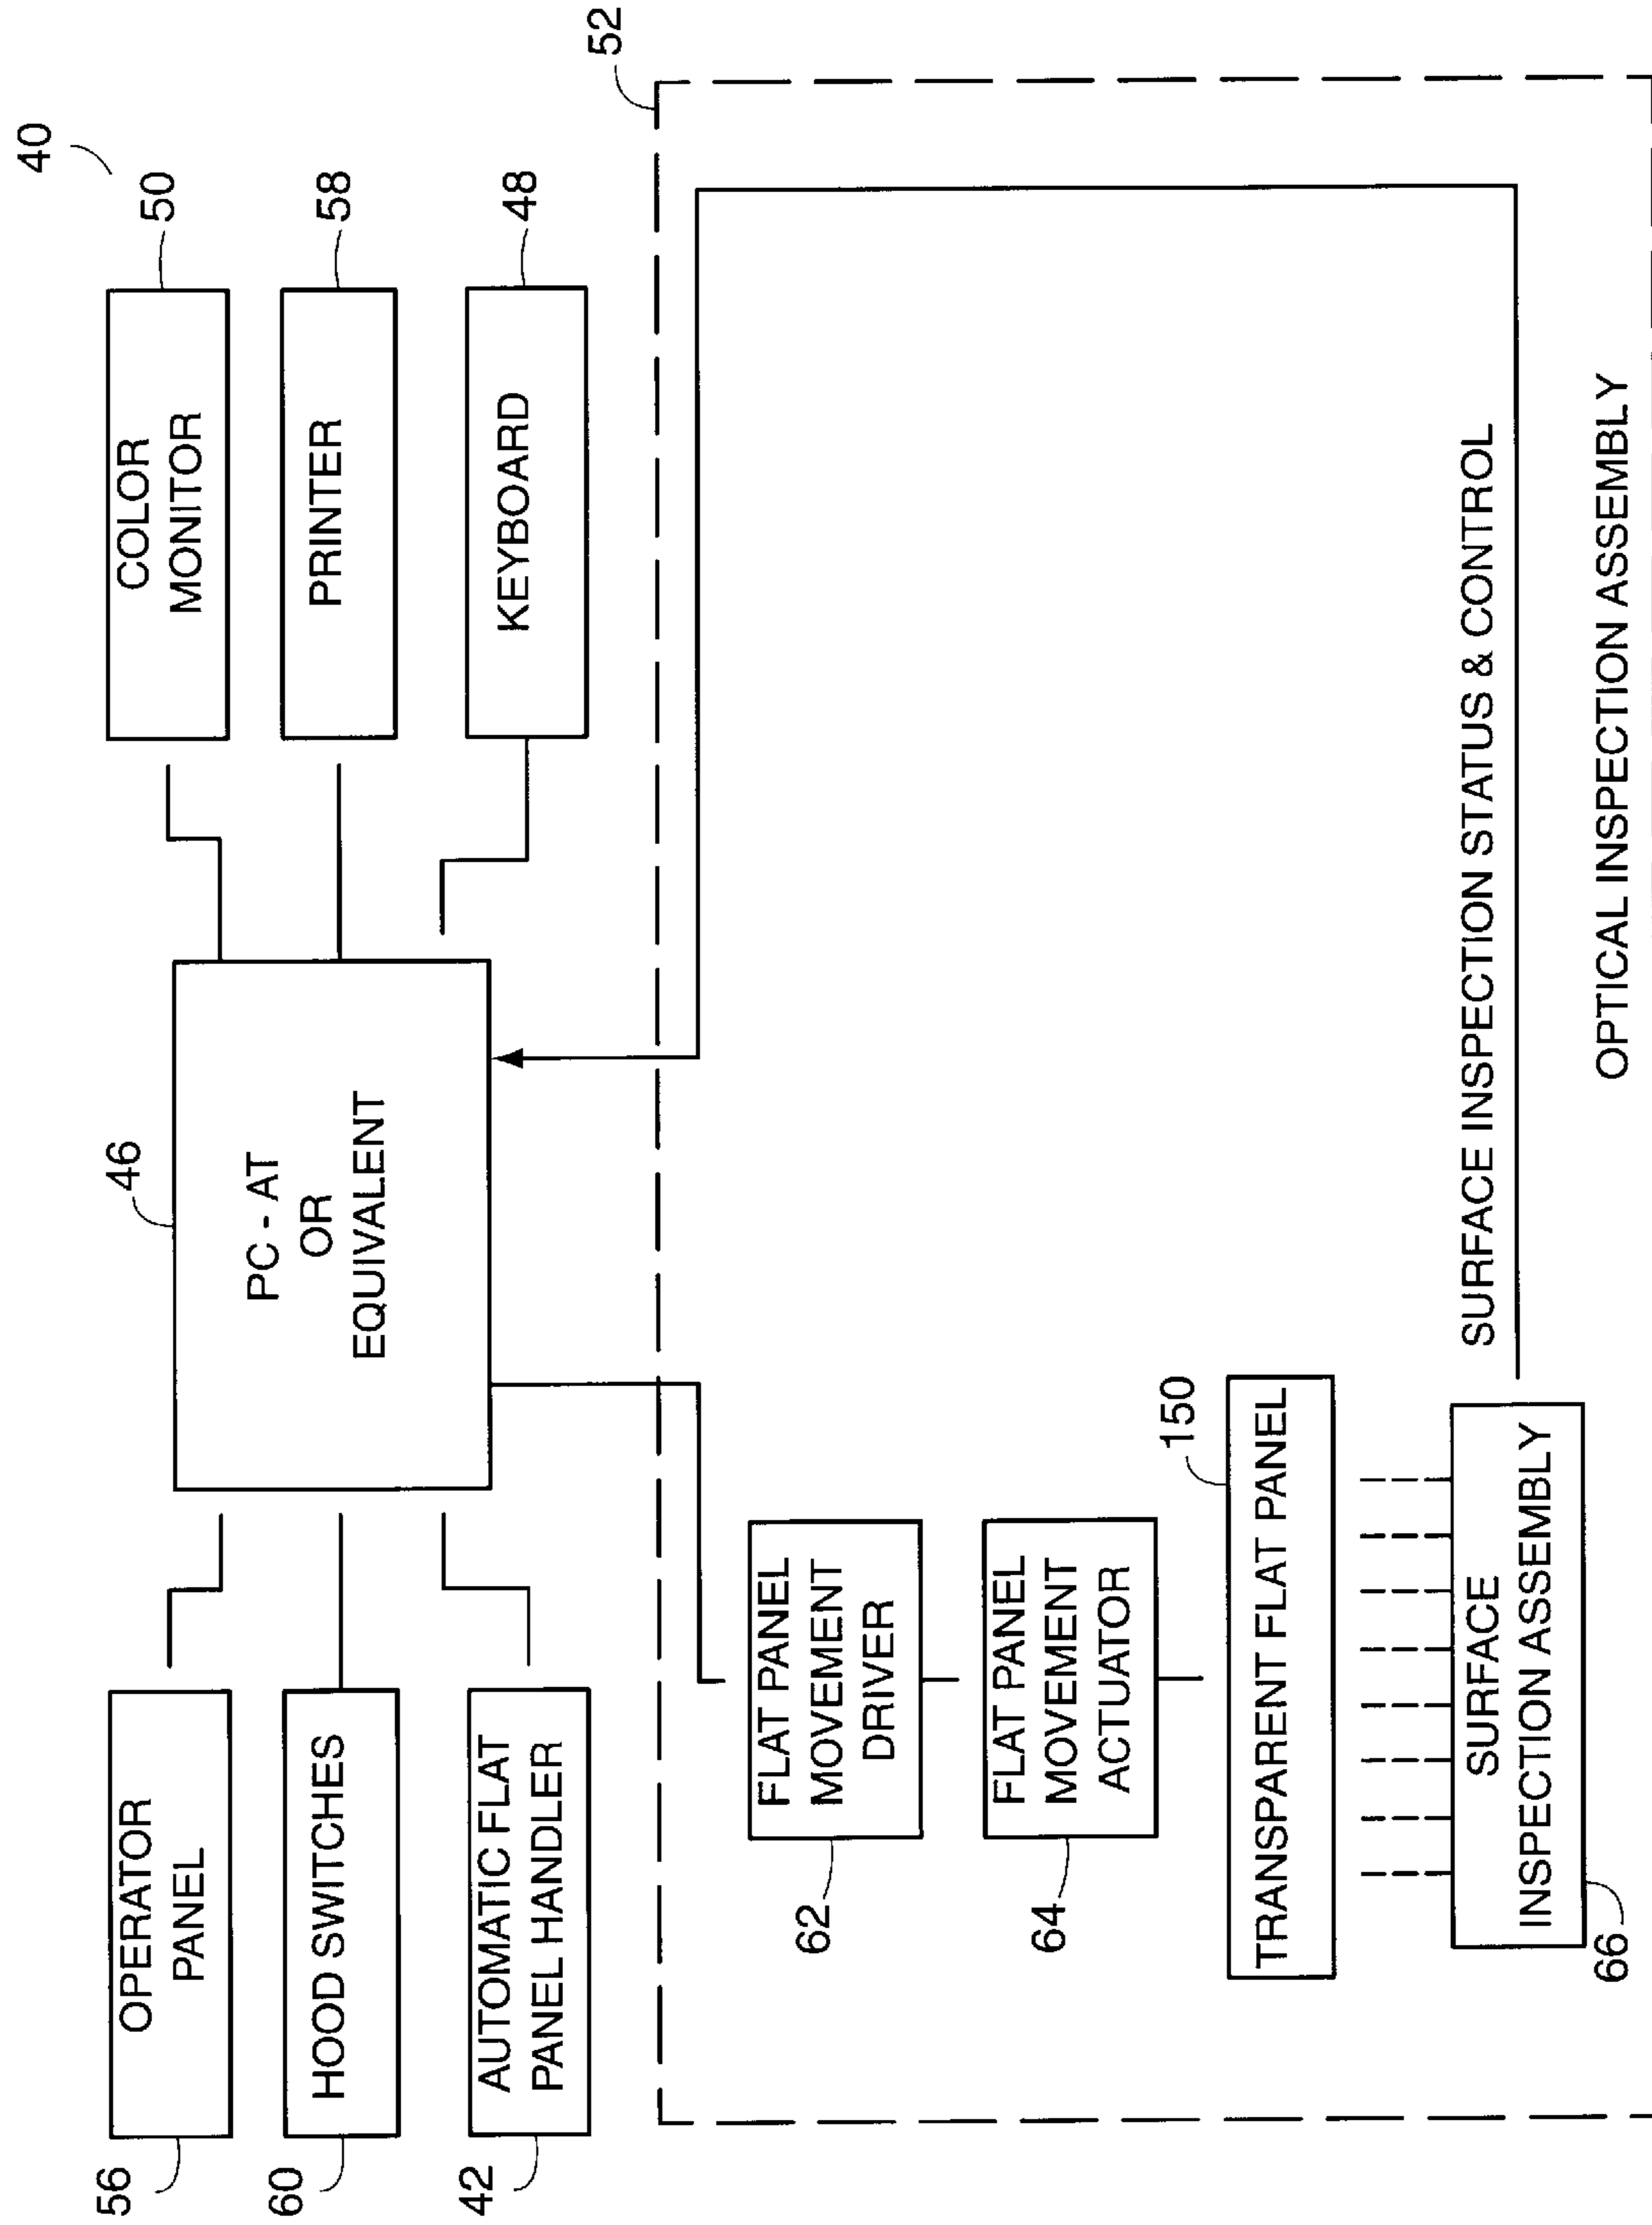 40
56
OPERATOR
PANEL
46
PC - AT
OR
EQUIVALENT
COLOR
MONITOR
50
60
HOOD SWITCHES
PRINTER
58
42
AUTOMATIC FLAT
PANEL HANDLER
KEYBOARD
48
52
62
FLAT PANEL
MOVEMENT
DRIVER
64
FLAT PANEL
MOVEMENT
ACTUATOR
150
TRANSPARENT FLAT PANEL
SURFACE
INSPECTION ASSEMBLY
66
SURFACE INSPECTION STATUS & CONTROL
OPTICAL INSPECTION ASSEMBLY